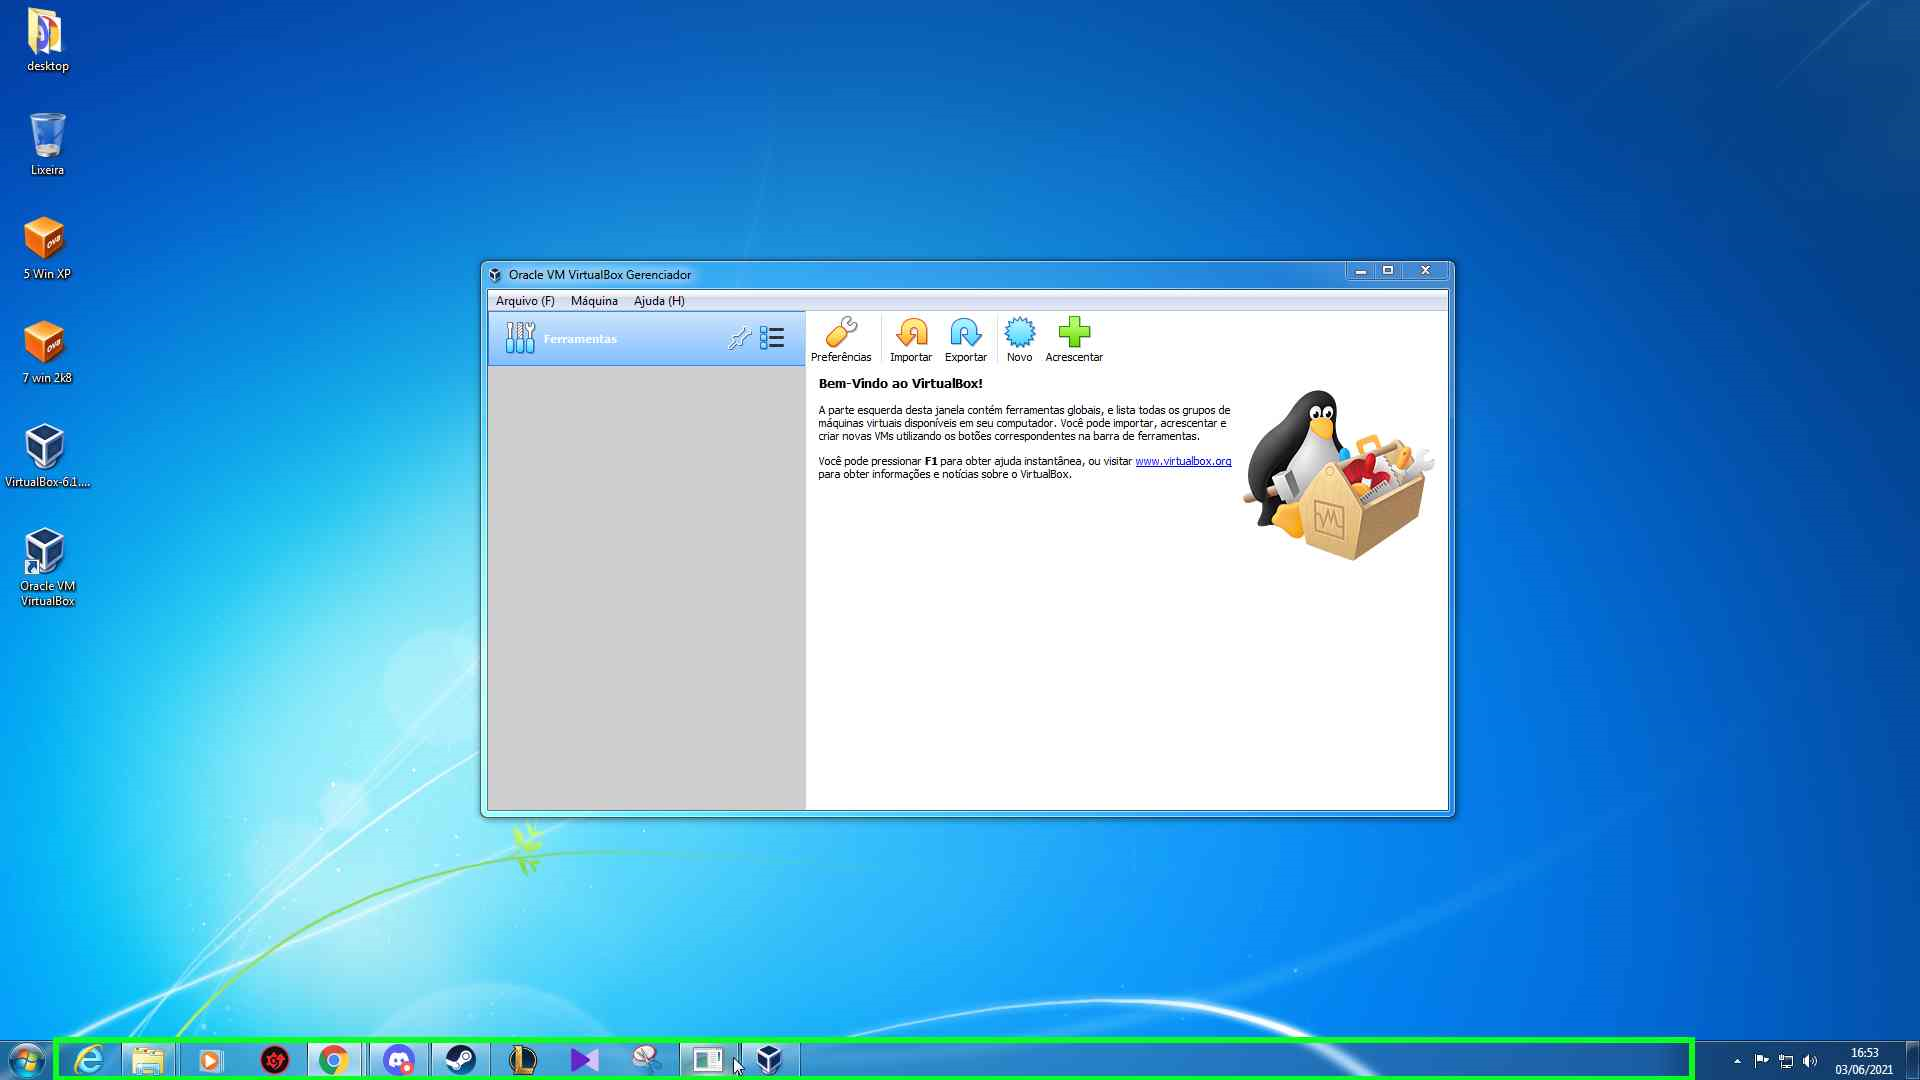 desktop
Lixeira
5 Win XP
7 win 2k8
VirtualBox-6.1....
Oracle VM
VirtualBox
Oracle VM VirtualBox Gerenciador
Arquivo (F) Máquina Ajuda (H)
Ferramentas
Preferências Importar Exportar Novo Acrescentar
Bem-Vindo ao VirtualBox!
A parte esquerda desta janela contém ferramentas globais, e lista todas os grupos de
máquinas virtuais disponíveis em seu computador. Você pode importar, acrescentar e
criar novas VMs utilizando os botões correspondentes na barra de ferramentas.
Você pode pressionar F1 para obter ajuda instantânea, ou visitar www.virtualbox.org
para obter informações e notícias sobre o VirtualBox.
16:53
03/06/2021